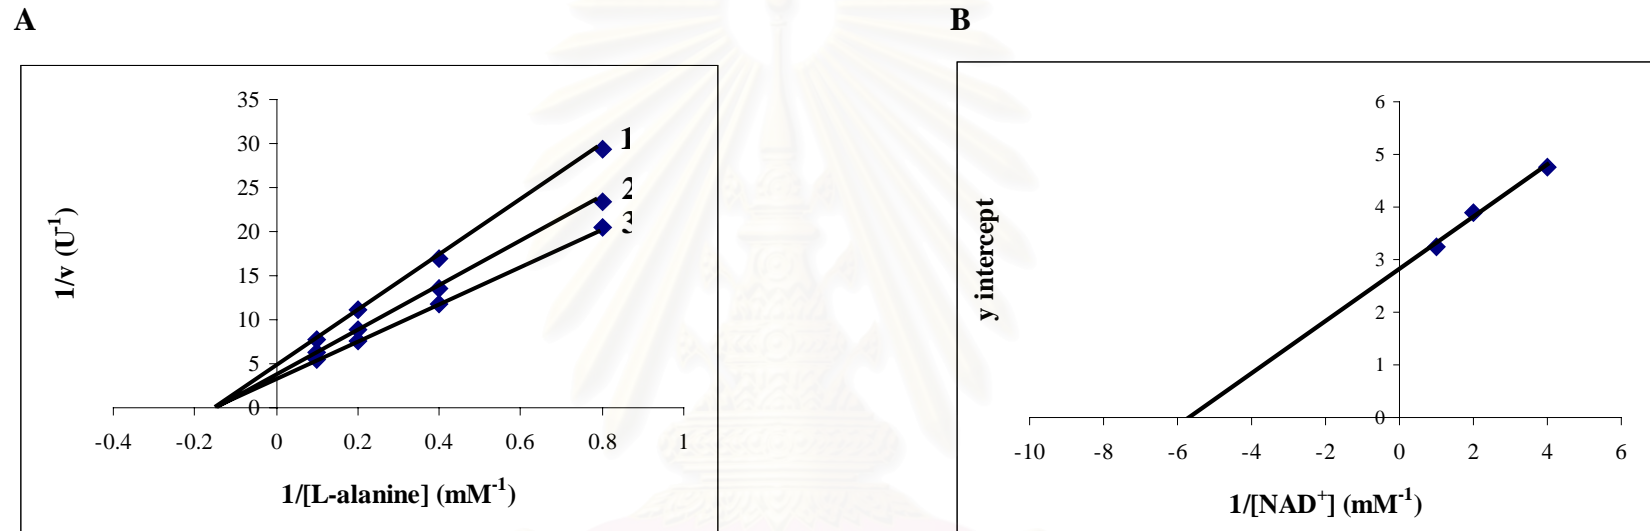 A
B
35
30
25
20
15
10
5
0
-0.4 -0.2 0 0.2 0.4 0.6 0.8 1
1
2
3
1/v (U⁻¹)
1/[L-alanine] (mM⁻¹)
6
5
4
3
2
1
0
-10 -8 -6 -4 -2 0 2 4 6
y intercept
1/[NAD⁺] (mM⁻¹)